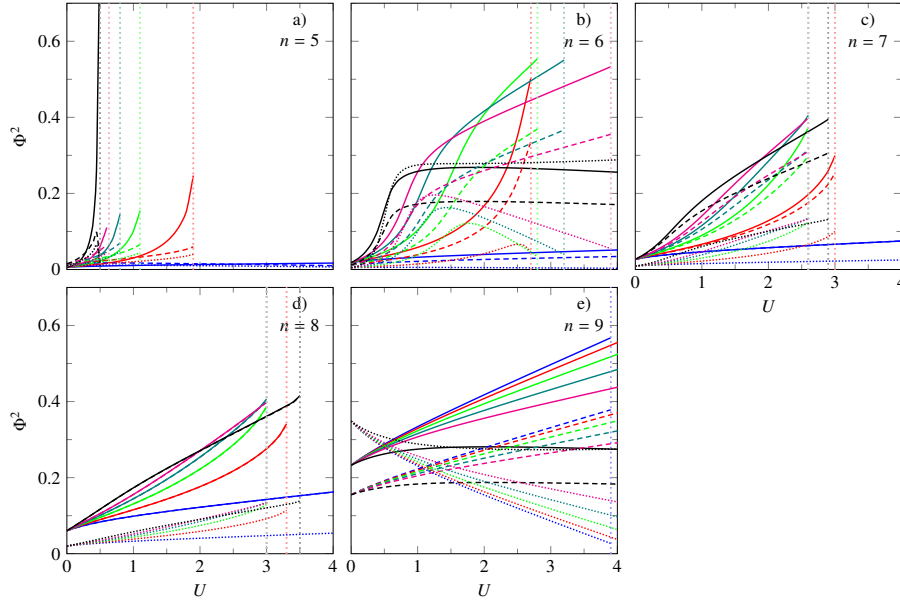 a)
n = 5
b)
n = 6
c)
n = 7
Φ²
0
0.2
0.4
0.6
0 1 2 3 4
U
d)
n = 8
e)
n = 9
Φ²
0
0.2
0.4
0.6
0 1 2 3 4
U
0 1 2 3 4
U